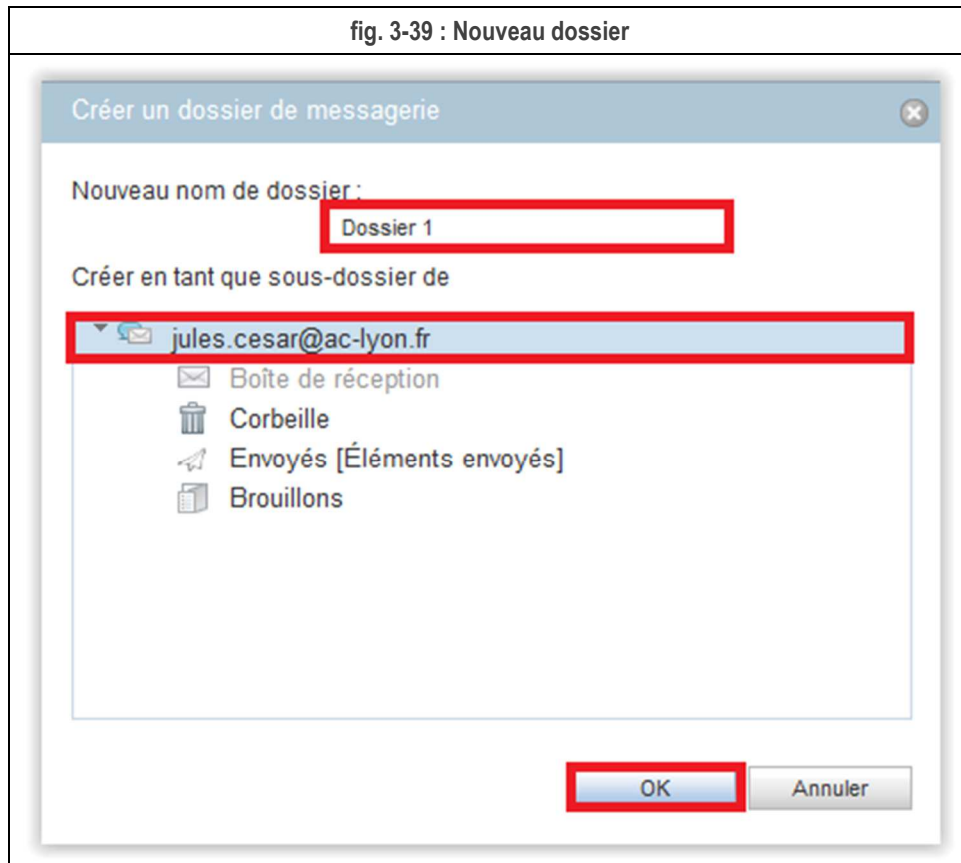 fig. 3-39 : Nouveau dossier
Créer un dossier de messagerie
Nouveau nom de dossier :
Dossier 1
Créer en tant que sous-dossier de
jules.cesar@ac-lyon.fr
Boîte de réception
Corbeille
Envoyés [Éléments envoyés]
Brouillons
OK Annuler